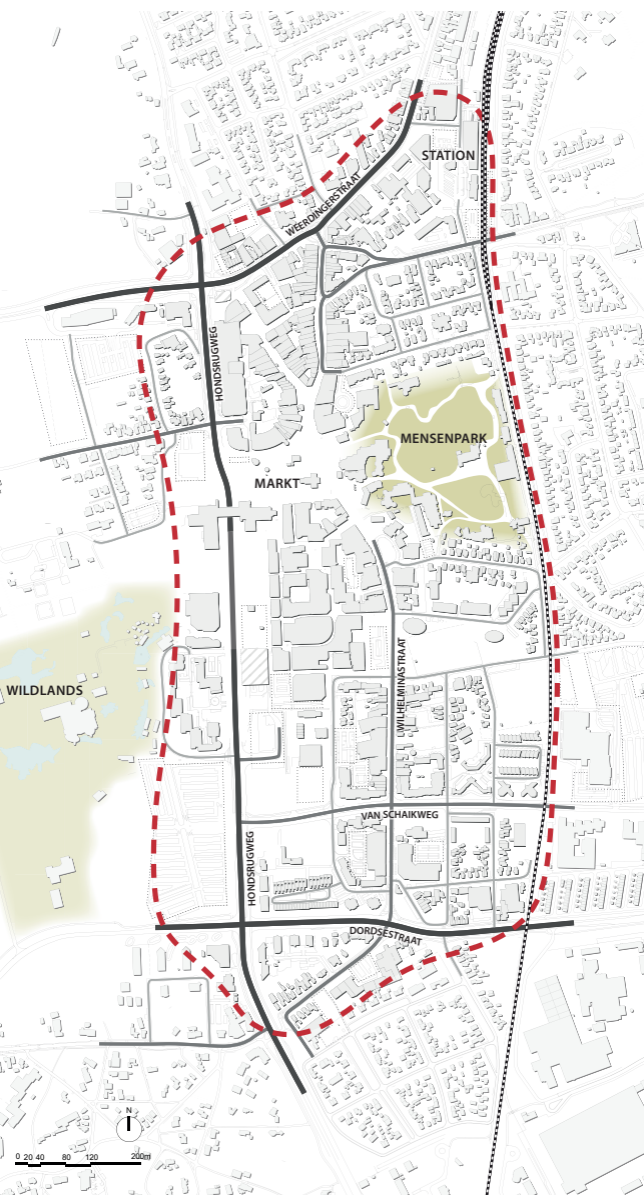 STATION
WEERDINGERSTRAAT
HONDSRUGWEG
MENSENPARK
MARKT
WILHELMINASTRAAT
WILDLANDS
VAN SCHAIKWEG
HONDSRUGWEG
DORDSESTRAAT
N
0 20 40 80 120 200m